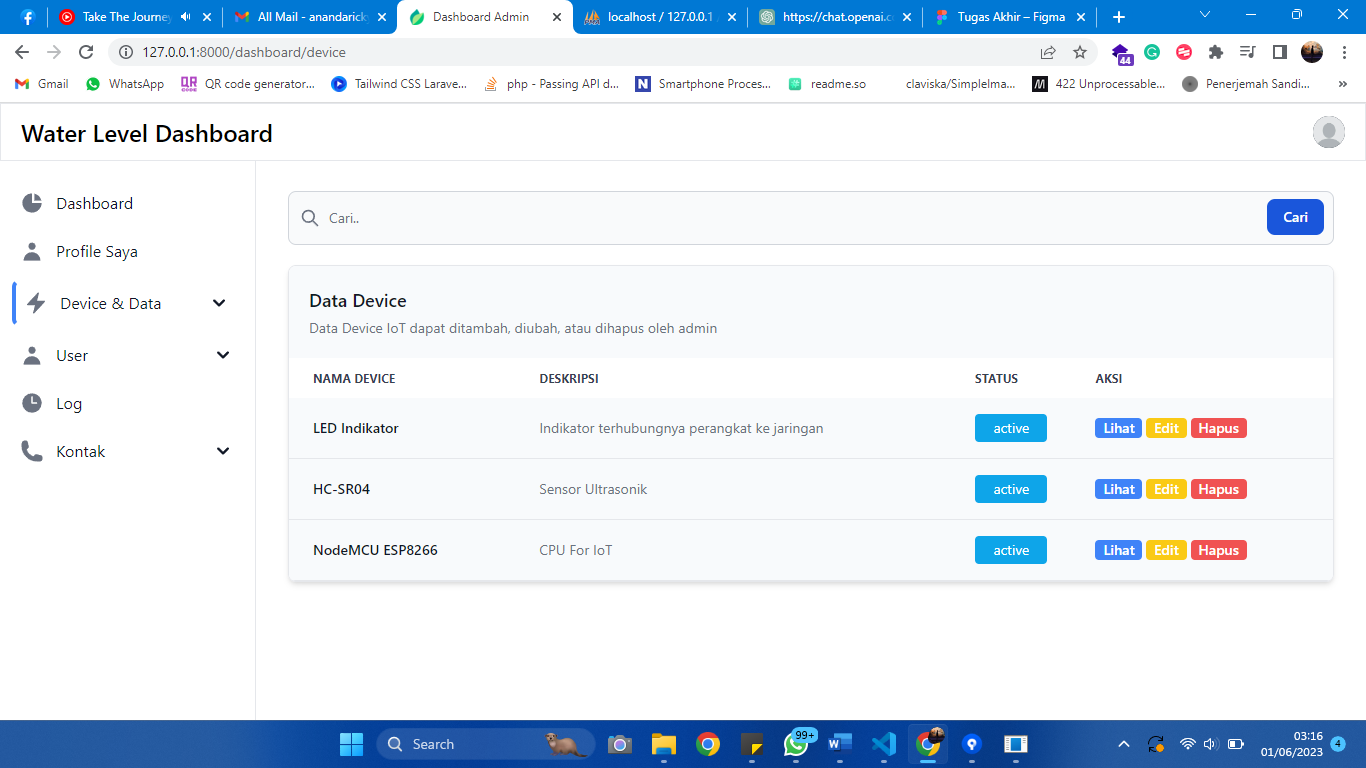 Take The Journey
All Mail - anandaricky
Dashboard Admin
localhost / 127.0.0.1
https://chat.openai.c
Tugas Akhir – Figma
127.0.0.1:8000/dashboard/device
44
Gmail
WhatsApp
QR code generator...
Tailwind CSS Larave...
php - Passing API d...
Smartphone Proces...
readme.so
claviska/SimpleIma...
422 Unprocessable...
Penerjemah Sandi...
Water Level Dashboard
Dashboard
Profile Saya
Device & Data
User
Log
Kontak
Cari..
Cari
Data Device
Data Device IoT dapat ditambah, diubah, atau dihapus oleh admin
NAMA DEVICE DESKRIPSI STATUS AKSI
LED Indikator Indikator terhubungnya perangkat ke jaringan active Lihat Edit Hapus
HC-SR04 Sensor Ultrasonik active Lihat Edit Hapus
NodeMCU ESP8266 CPU For IoT active Lihat Edit Hapus
Search
99+
03:16
01/06/2023
4